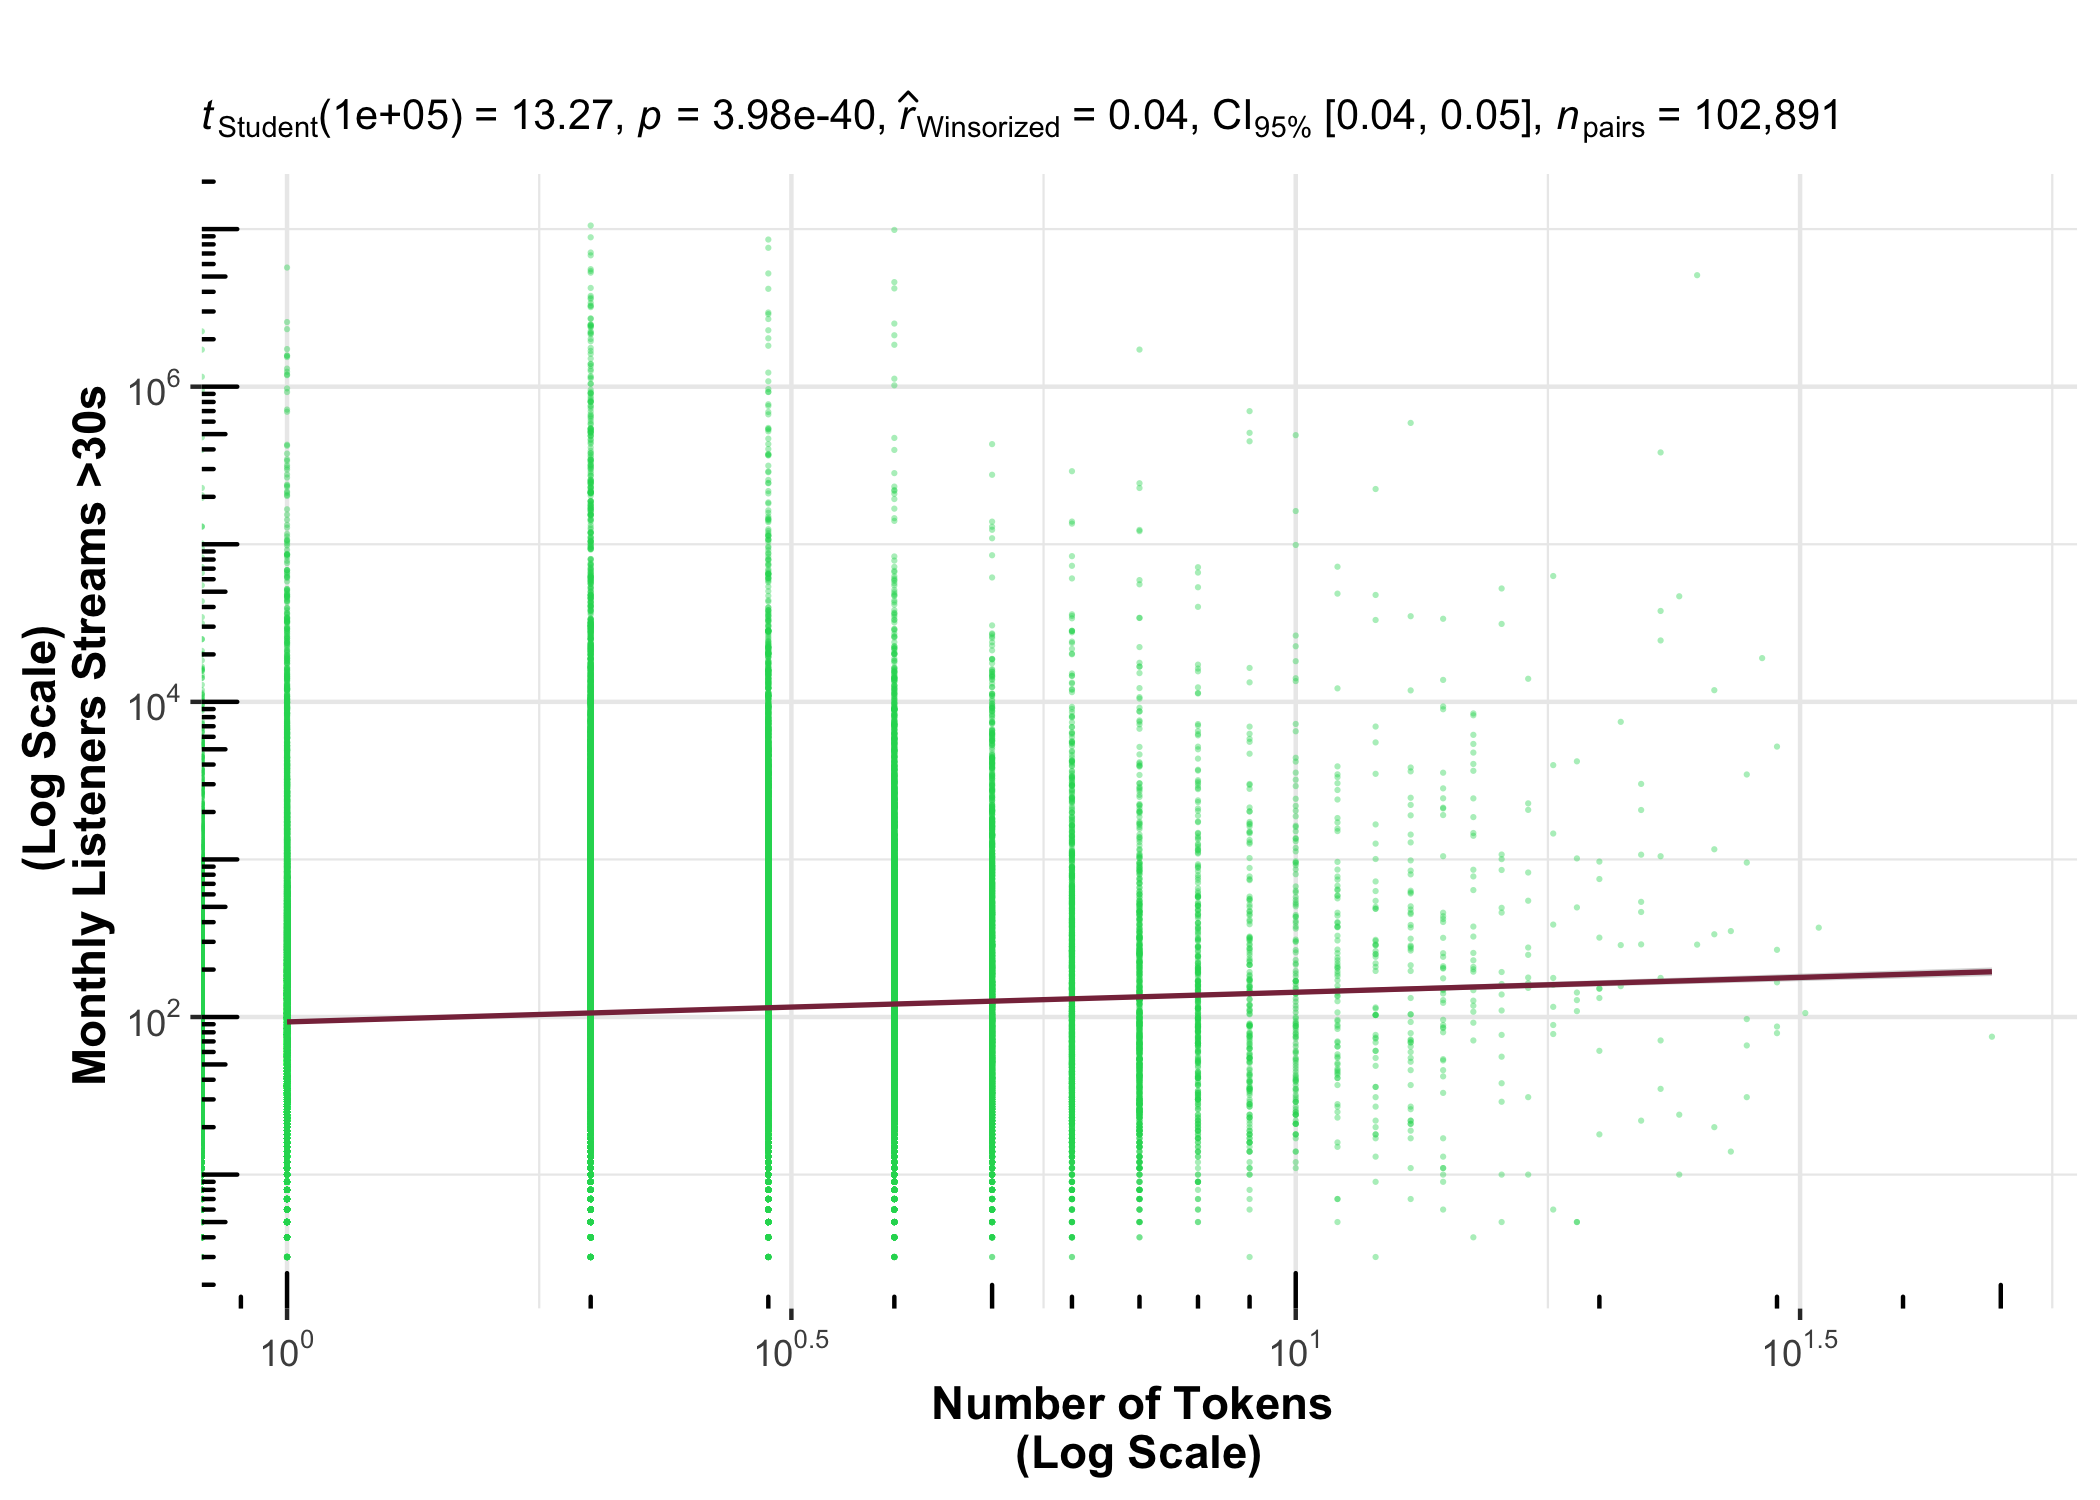 tStudent(1e+05) = 13.27, p = 3.98e-40, r̂Winsorized = 0.04, CI95% [0.04, 0.05], npairs = 102,891
(Log Scale)
Monthly Listeners Streams >30s
10^6
10^4
10^2
10^0
10^0.5
10^1
10^1.5
Number of Tokens
(Log Scale)